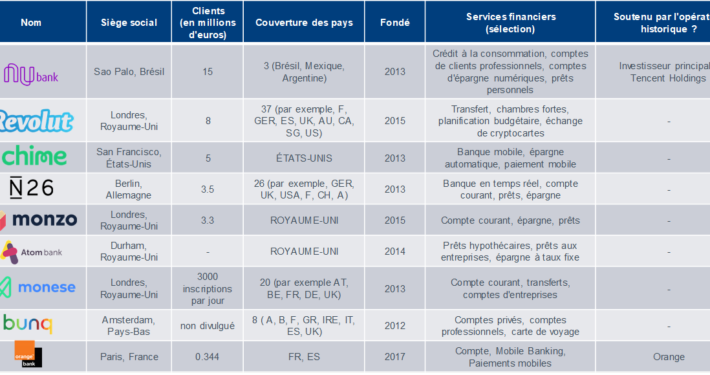 Nom Siège social Clients (en millions d'euros) Couverture des pays Fondé Services financiers (sélection) Soutenu par l'opérat historique ?
nu bank Sao Palo, Brésil 15 3 (Brésil, Mexique, Argentine) 2013 Crédit à la consommation, comptes de clients professionnels, comptes d'épargne numériques, prêts personnels Investisseur principal Tencent Holdings
Revolut Londres, Royaume-Uni 8 37 (par exemple, F, GER, ES, UK, AU, CA, SG, US) 2015 Transfert, chambres fortes, planification budgétaire, échange de cryptocartes -
chime San Francisco, États-Unis 5 ÉTATS-UNIS 2013 Banque mobile, épargne automatique, paiement mobile -
N26 Berlin, Allemagne 3.5 26 (par exemple, GER, UK, USA, F, CH, A) 2013 Banque en temps réel, compte courant, prêts, épargne -
monzo Londres, Royaume-Uni 3.3 ROYAUME-UNI 2015 Compte courant, épargne, prêts -
Atom bank Durham, Royaume-Uni - ROYAUME-UNI 2014 Prêts hypothécaires, prêts aux entreprises, épargne à taux fixe -
monese Londres, Royaume-Uni 3000 inscriptions par jour 20 (par exemple AT, BE, FR, DE, UK) 2013 Compte courant, transferts, comptes d'entreprises -
bunq Amsterdam, Pays-Bas non divulgué 8 ( A, B, F, GR, IRE, IT, ES, UK) 2012 Comptes privés, comptes professionnels, carte de voyage -
orange bank Paris, France 0.344 FR, ES 2017 Compte, Mobile Banking, Paiements mobiles Orange